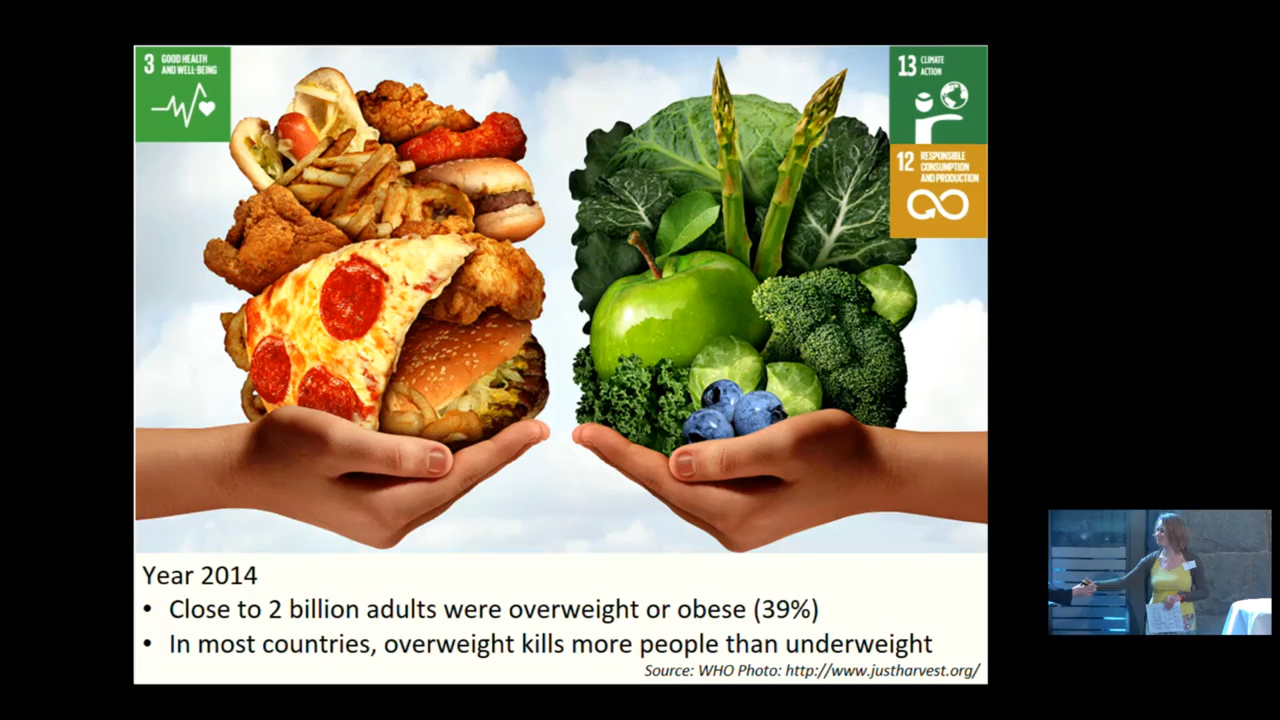 3 GOOD HEALTH
AND WELL-BEING
13 CLIMATE
ACTION
12 RESPONSIBLE
CONSUMPTION
AND PRODUCTION
Year 2014
• Close to 2 billion adults were overweight or obese (39%)
• In most countries, overweight kills more people than underweight
Source: WHO Photo: http://www.justharvest.org/